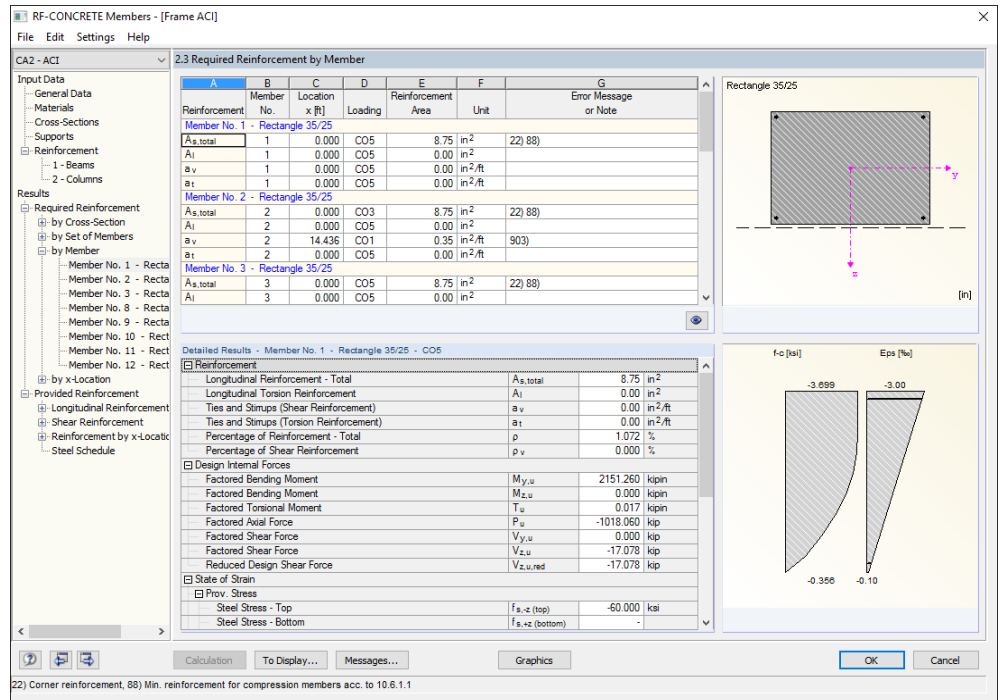 RF-CONCRETE Members - [Frame ACI]
File Edit Settings Help
CA2 - ACI
2.3 Required Reinforcement by Member
Input Data
General Data
Materials
Cross-Sections
Supports
Reinforcement
1 - Beams
2 - Columns
Results
Required Reinforcement
by Cross-Section
by Set of Members
by Member
Member No. 1 - Recta
Member No. 2 - Recta
Member No. 3 - Recta
Member No. 8 - Recta
Member No. 9 - Recta
Member No. 10 - Rect
Member No. 11 - Rect
Member No. 12 - Rect
by x-Location
Provided Reinforcement
Longitudinal Reinforcement
Shear Reinforcement
Reinforcement by x-Locatic
Steel Schedule
A B C D E F G
Member Location Reinforcement Error Message
Reinforcement No. x [ft] Loading Area Unit or Note
Member No. 1 - Rectangle 35/25
As,total 1 0.000 CO5 8.75 in2 22) 88)
Al 1 0.000 CO5 0.00 in2
av 1 0.000 CO5 0.00 in2/ft
at 1 0.000 CO5 0.00 in2/ft
Member No. 2 - Rectangle 35/25
As,total 2 0.000 CO3 8.75 in2 22) 88)
Al 2 0.000 CO5 0.00 in2
av 2 14.436 CO1 0.35 in2/ft 903)
at 2 0.000 CO5 0.00 in2/ft
Member No. 3 - Rectangle 35/25
As,total 3 0.000 CO5 8.75 in2 22) 88)
Al 3 0.000 CO5 0.00 in2
Rectangle 35/25
y
z
[in]
Detailed Results - Member No. 1 - Rectangle 35/25 - CO5
Reinforcement
Longitudinal Reinforcement - Total As,total 8.75 in2
Longitudinal Torsion Reinforcement Al 0.00 in2
Ties and Stirrups (Shear Reinforcement) av 0.00 in2/ft
Ties and Stirrups (Torsion Reinforcement) at 0.00 in2/ft
Percentage of Reinforcement - Total ρ 1.072 %
Percentage of Shear Reinforcement ρv 0.000 %
Design Internal Forces
Factored Bending Moment My,u 2151.260 kipin
Factored Bending Moment Mz,u 0.000 kipin
Factored Torsional Moment Tu 0.017 kipin
Factored Axial Force Pu -1018.060 kip
Factored Shear Force Vy,u 0.000 kip
Factored Shear Force Vz,u -17.078 kip
Reduced Design Shear Force Vz,u,red -17.078 kip
State of Strain
Prov. Stress
Steel Stress - Top fs,-z (top) -60.000 ksi
Steel Stress - Bottom fs,+z (bottom) -
f-c [ksi] Eps [‰]
-3.699 -3.00
-0.356 -0.10
Calculation To Display... Messages... Graphics OK Cancel
22) Corner reinforcement, 88) Min. reinforcement for compression members acc. to 10.6.1.1